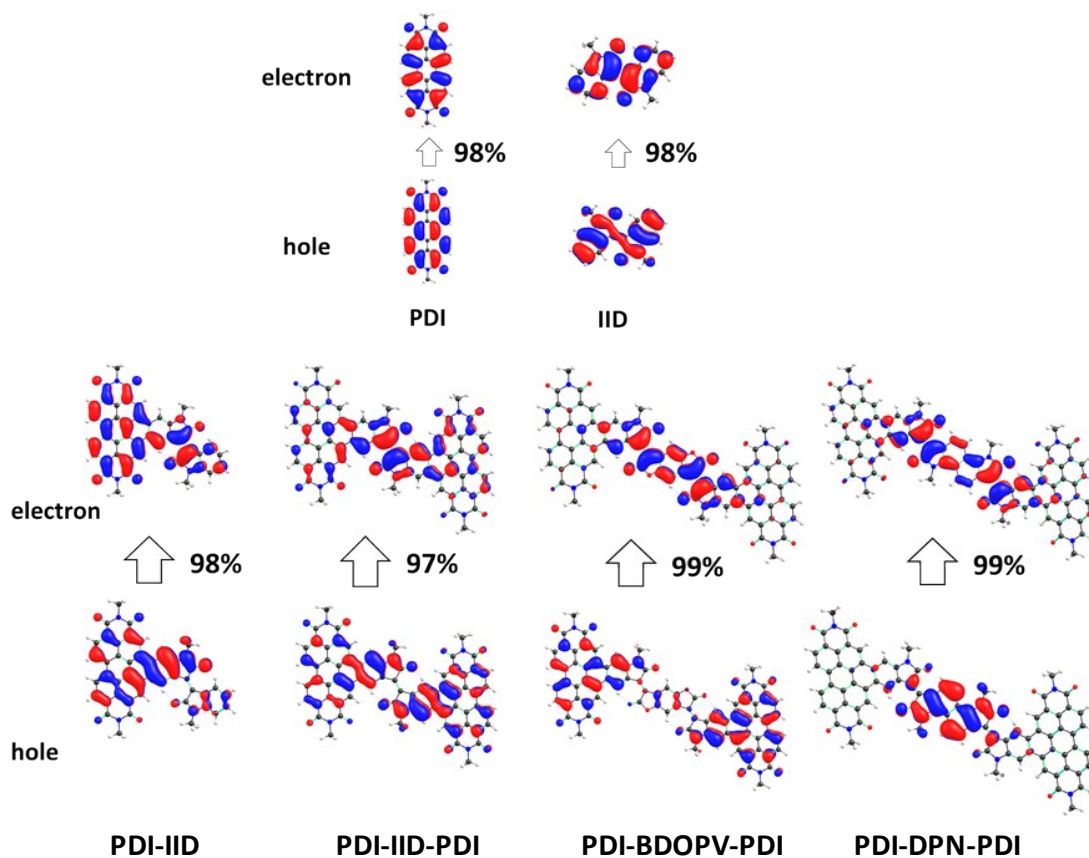 electron
98% 98%
hole
PDI IID
electron
98% 97% 99% 99%
hole
PDI-IID PDI-IID-PDI PDI-BDOPV-PDI PDI-DPN-PDI